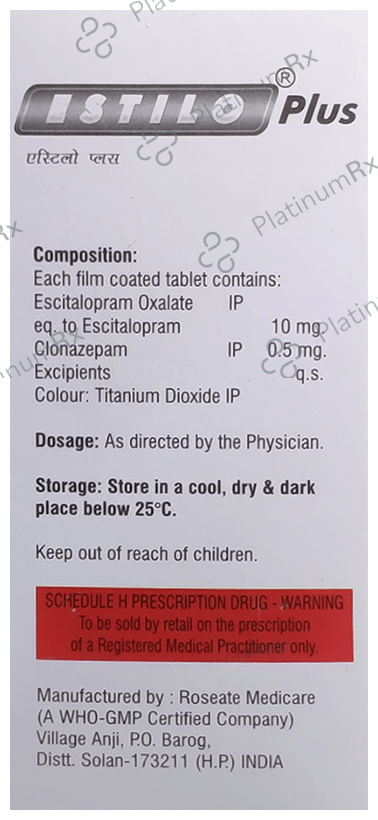 ESTILO® Plus
एस्टिलो प्लस
Composition:
Each film coated tablet contains:
Escitalopram Oxalate IP
eq. to Escitalopram 10 mg.
Clonazepam IP 0.5 mg.
Excipients q.s.
Colour: Titanium Dioxide IP
Dosage: As directed by the Physician.
Storage: Store in a cool, dry & dark
place below 25°C.
Keep out of reach of children.
SCHEDULE H PRESCRIPTION DRUG - WARNING
To be sold by retail on the prescription
of a Registered Medical Practitioner only.
Manufactured by : Roseate Medicare
(A WHO-GMP Certified Company)
Village Anji, P.O. Barog,
Distt. Solan-173211 (H.P.) INDIA
PlatinumRx
PlatinumRx